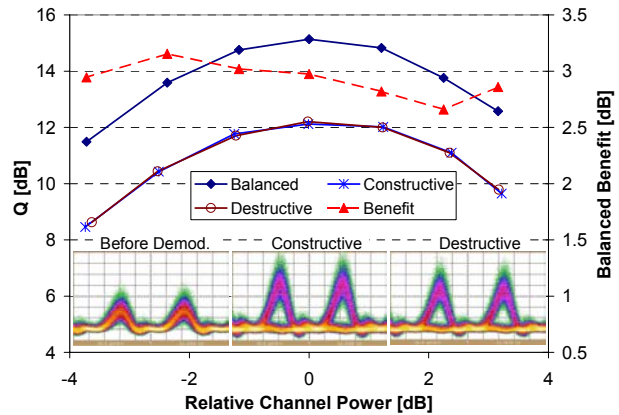 16
14
12
10
8
6
4
Q [dB]
3.5
3
2.5
2
1.5
1
0.5
Balanced Benefit [dB]
Balanced
Constructive
Destructive
Benefit
Before Demod.
Constructive
Destructive
-4
-2
0
2
4
Relative Channel Power [dB]